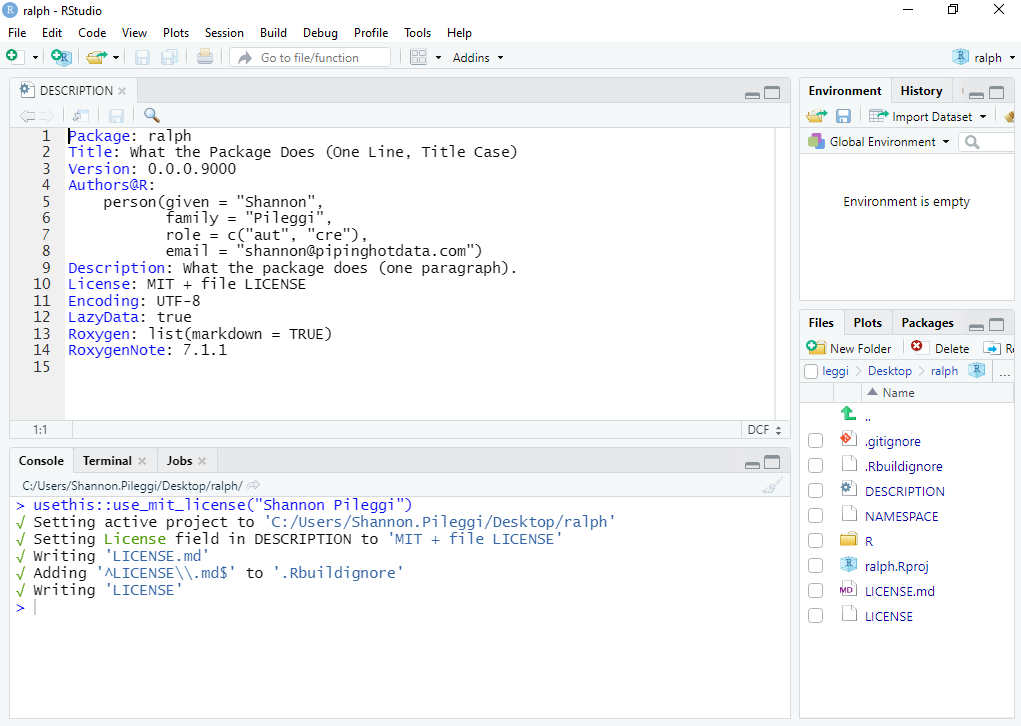 ralph - RStudio
File Edit Code View Plots Session Build Debug Profile Tools Help
Go to file/function Addins ralph
DESCRIPTION
1 Package: ralph
2 Title: What the Package Does (One Line, Title Case)
3 Version: 0.0.0.9000
4 Authors@R:
5 person(given = "Shannon",
6 family = "Pileggi",
7 role = c("aut", "cre"),
8 email = "shannon@pipinghotdata.com")
9 Description: What the package does (one paragraph).
10 License: MIT + file LICENSE
11 Encoding: UTF-8
12 LazyData: true
13 Roxygen: list(markdown = TRUE)
14 RoxygenNote: 7.1.1
15
1:1 DCF
Console Terminal Jobs
C:/Users/Shannon.Pileggi/Desktop/ralph/
> usethis::use_mit_license("Shannon Pileggi")
√ Setting active project to 'C:/Users/Shannon.Pileggi/Desktop/ralph'
√ Setting License field in DESCRIPTION to 'MIT + file LICENSE'
√ Writing 'LICENSE.md'
√ Adding '^LICENSE\\.md$' to '.Rbuildignore'
√ Writing 'LICENSE'
>
Environment History
Import Dataset
Global Environment
Environment is empty
Files Plots Packages
New Folder Delete Re
leggi Desktop ralph ...
Name
..
.gitignore
.Rbuildignore
DESCRIPTION
NAMESPACE
R
ralph.Rproj
LICENSE.md
LICENSE